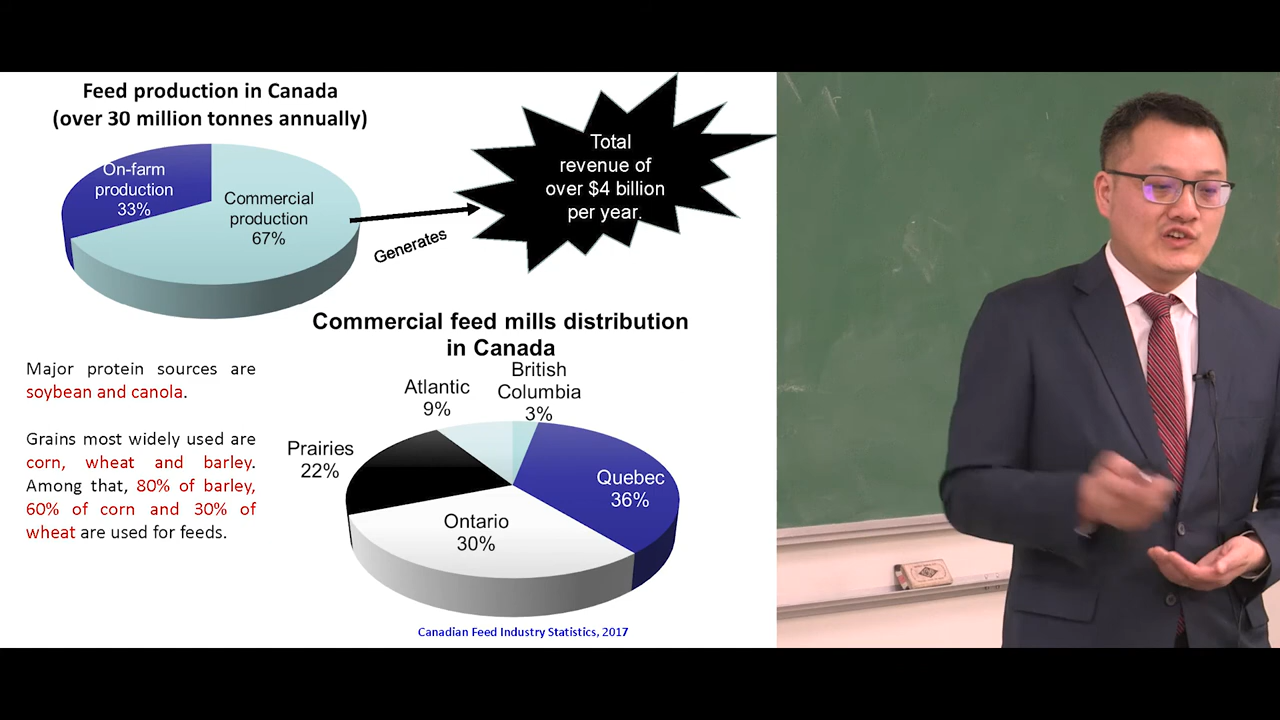 Feed production in Canada
(over 30 million tonnes annually)
On-farm
production
33%
Commercial
production
67%
Generates
Total
revenue of
over $4 billion
per year.
Commercial feed mills distribution
in Canada
Major protein sources are
soybean and canola.
Grains most widely used are
corn, wheat and barley.
Among that, 80% of barley,
60% of corn and 30% of
wheat are used for feeds.
Atlantic
9%
British
Columbia
3%
Prairies
22%
Quebec
36%
Ontario
30%
Canadian Feed Industry Statistics, 2017